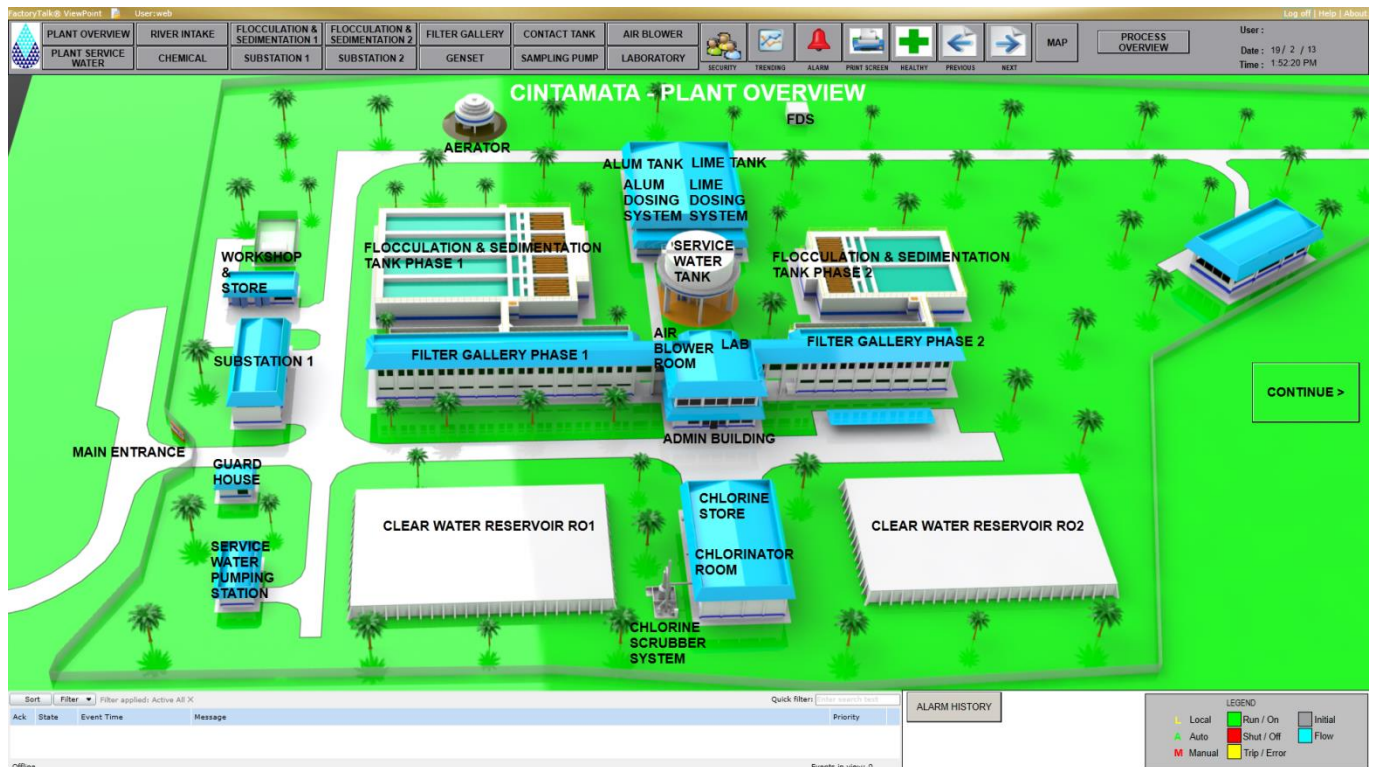 FactoryTalk® ViewPoint User:web
Log off | Help | About
PLANT OVERVIEW
RIVER INTAKE
FLOCCULATION &
SEDIMENTATION 1
FLOCCULATION &
SEDIMENTATION 2
FILTER GALLERY
CONTACT TANK
AIR BLOWER
PLANT SERVICE
WATER
CHEMICAL
SUBSTATION 1
SUBSTATION 2
GENSET
SAMPLING PUMP
LABORATORY
SECURITY
TRENDING
ALARM
PRINT SCREEN
HEALTHY
PREVIOUS
NEXT
MAP
PROCESS
OVERVIEW
User :
Date : 19/ 2 / 13
Time : 1:52:20 PM
CINTAMATA - PLANT OVERVIEW
FDS
AERATOR
ALUM TANK
LIME TANK
ALUM
DOSING
SYSTEM
LIME
DOSING
SYSTEM
WORKSHOP
&
STORE
FLOCCULATION & SEDIMENTATION
TANK PHASE 1
SERVICE
WATER
TANK
FLOCCULATION & SEDIMENTATION
TANK PHASE 2
SUBSTATION 1
FILTER GALLERY PHASE 1
AIR
BLOWER
ROOM
LAB
FILTER GALLERY PHASE 2
CONTINUE >
MAIN ENTRANCE
ADMIN BUILDING
GUARD
HOUSE
CLEAR WATER RESERVOIR RO1
CHLORINE
STORE
CLEAR WATER RESERVOIR RO2
SERVICE
WATER
PUMPING
STATION
CHLORINATOR
ROOM
CHLORINE
SCRUBBER
SYSTEM
Sort Filter Filter applied: Active All X
Quick filter: Enter search text
Ack State Event Time Message Priority
Offline
Events in view: 0
ALARM HISTORY
LEGEND
L Local Run / On Initial
A Auto Shut / Off Flow
M Manual Trip / Error